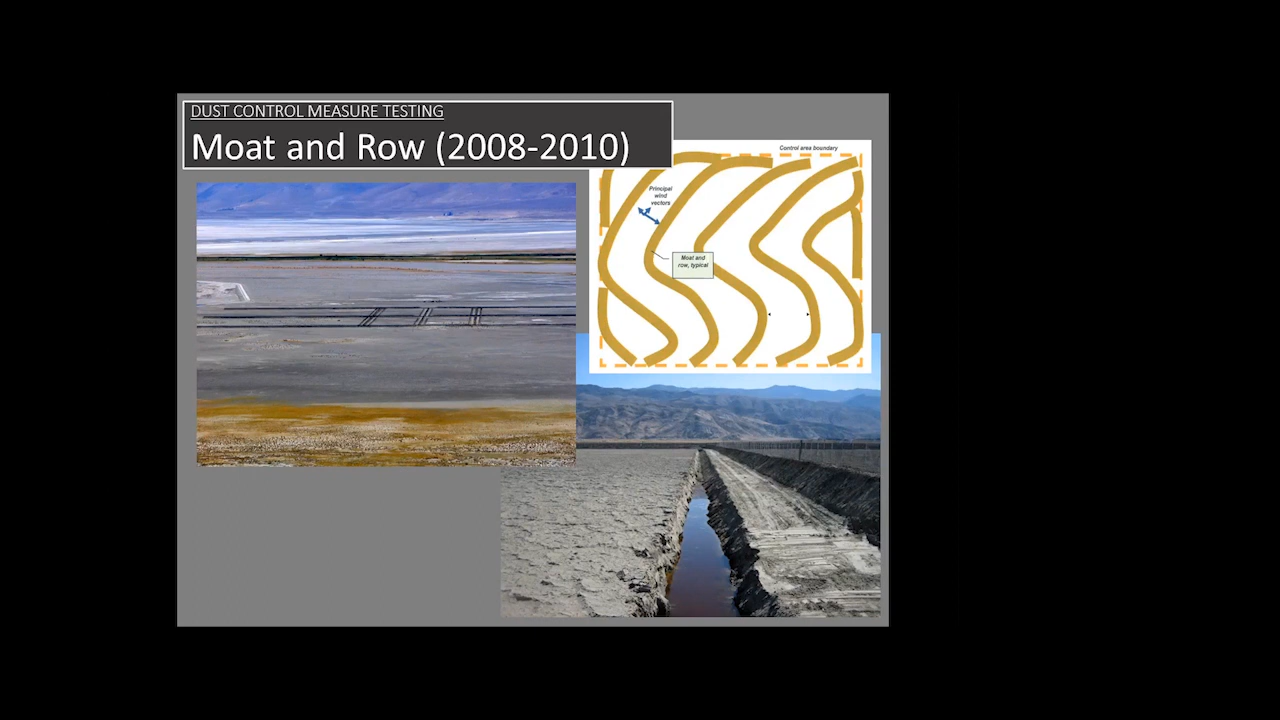 DUST CONTROL MEASURE TESTING
Moat and Row (2008-2010)
Control area boundary
Principal
wind
vectors
Moat and
row, typical